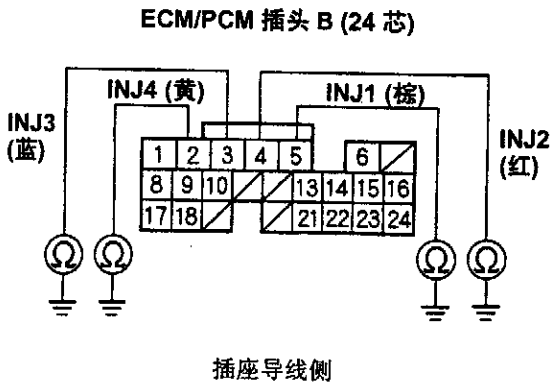 ECM/PCM 插头 B (24 芯)
INJ4 (黄)
INJ1 (棕)
INJ3
(蓝)
INJ2
(红)
1 2 3 4 5 6
8 9 10 13 14 15 16
17 18 21 22 23 24
Ω Ω Ω Ω
插座导线侧